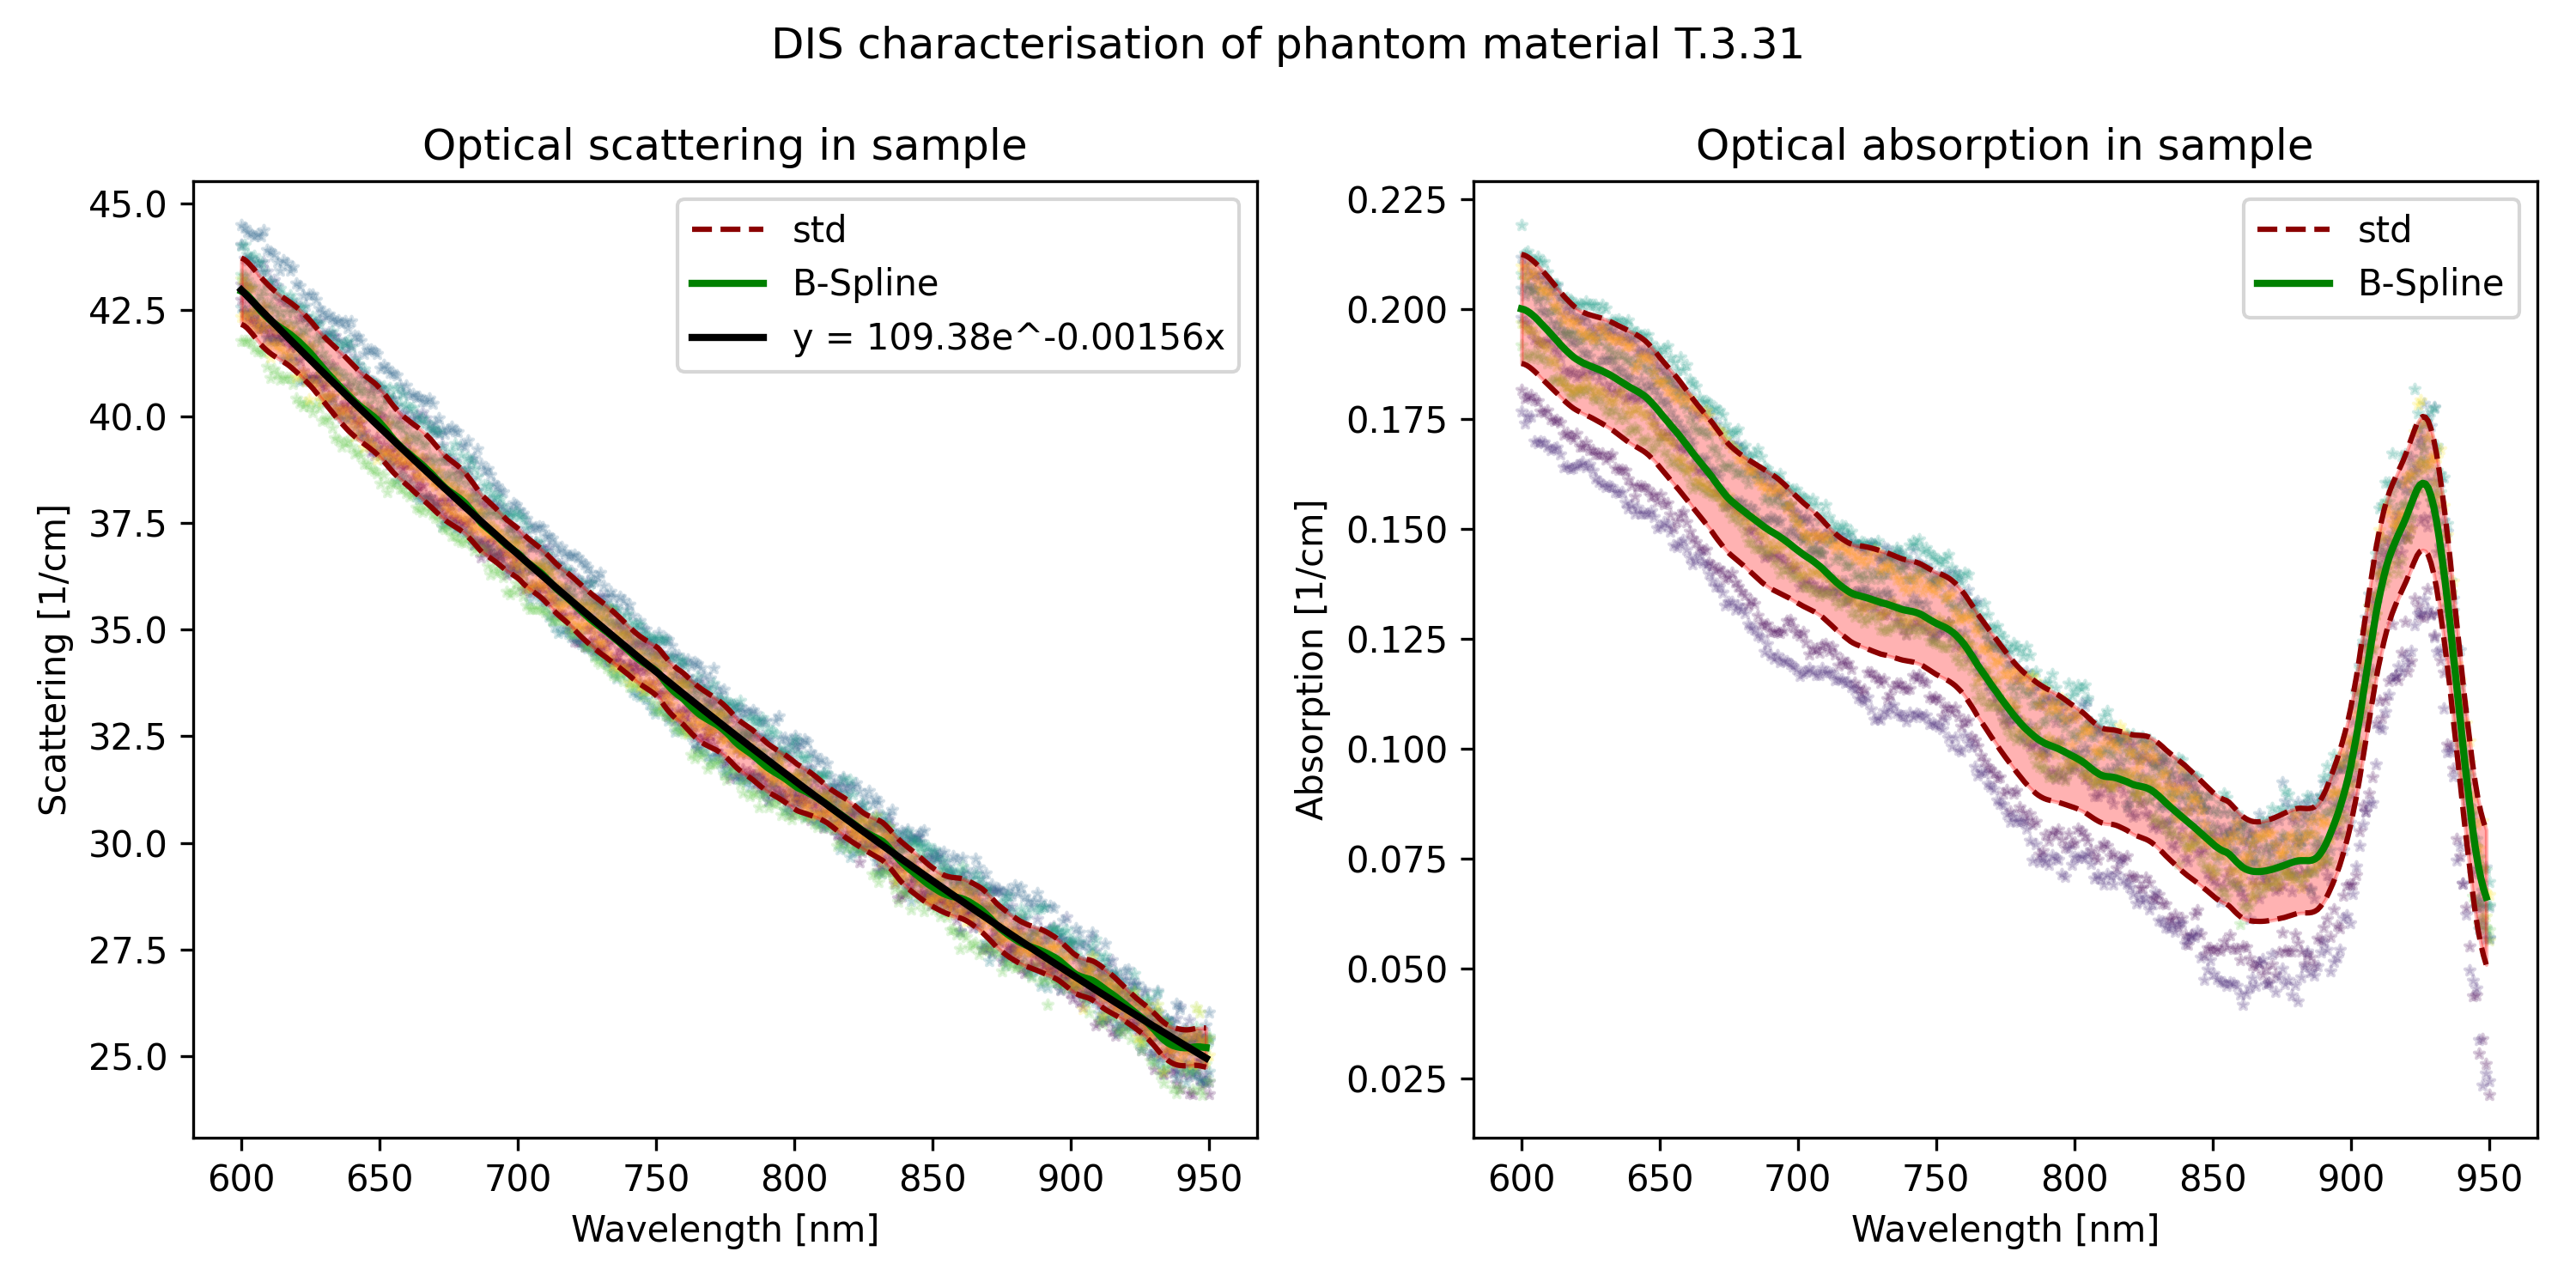 DIS characterisation of phantom material T.3.31
Optical scattering in sample
45.0
42.5
40.0
37.5
35.0
32.5
30.0
27.5
25.0
Scattering [1/cm]
std
B-Spline
y = 109.38e^-0.00156x
600 650 700 750 800 850 900 950
Wavelength [nm]
Optical absorption in sample
0.225
0.200
0.175
0.150
0.125
0.100
0.075
0.050
0.025
Absorption [1/cm]
std
B-Spline
600 650 700 750 800 850 900 950
Wavelength [nm]